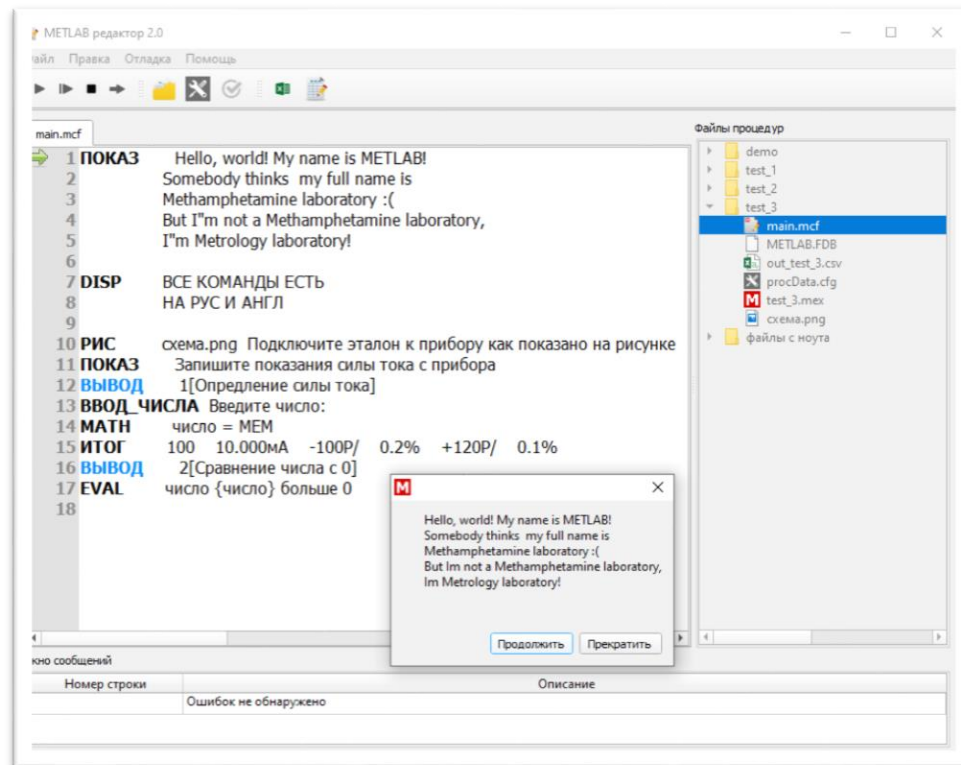 METLAB редактор 2.0
айл Правка Отладка Помощь
main.mcf
1 ПОКАЗ Hello, world! My name is METLAB!
2 Somebody thinks my full name is
3 Methamphetamine laboratory :(
4 But I"m not a Methamphetamine laboratory,
5 I"m Metrology laboratory!
6
7 DISP ВСЕ КОМАНДЫ ЕСТЬ
8 НА РУС И АНГЛ
9
10 РИС схема.png Подключите эталон к прибору как показано на рисунке
11 ПОКАЗ Запишите показания силы тока с прибора
12 ВЫВОД 1[Опредление силы тока]
13 ВВОД_ЧИСЛА Введите число:
14 MATH число = MEM
15 ИТОГ 100 10.000мА -100Р/ 0.2% +120Р/ 0.1%
16 ВЫВОД 2[Сравнение числа с 0]
17 EVAL число {число} больше 0
18
Файлы процедур
demo
test_1
test_2
test_3
main.mcf
METLAB.FDB
out_test_3.csv
procData.cfg
M test_3.mex
схема.png
файлы с ноута
M
Hello, world! My name is METLAB!
Somebody thinks my full name is
Methamphetamine laboratory :(
But Im not a Methamphetamine laboratory,
Im Metrology laboratory!
Продолжить Прекратить
кно сообщений
Номер строки Описание
Ошибок не обнаружено